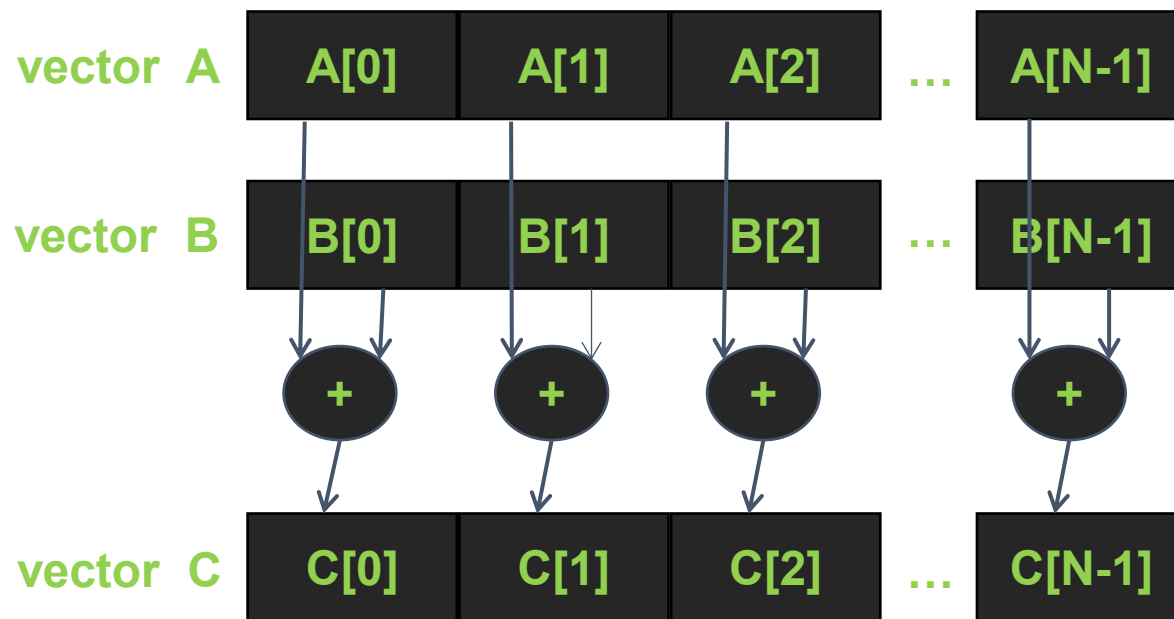 vector A A[0] A[1] A[2] … A[N-1]
vector B B[0] B[1] B[2] … B[N-1]
+ + + +
vector C C[0] C[1] C[2] … C[N-1]